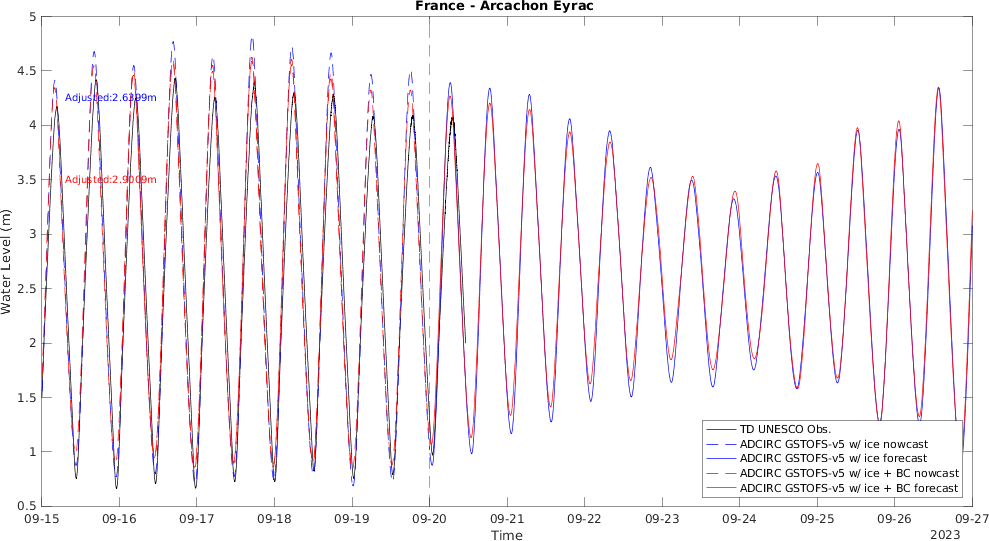 France - Arcachon Eyrac
5
4.5
4
3.5
3
2.5
2
1.5
1
0.5
Water Level (m)
Adjusted:2.6399m
Adjusted:2.9009m
TD UNESCO Obs.
ADCIRC GSTOFS-v5 w/ ice nowcast
ADCIRC GSTOFS-v5 w/ ice forecast
ADCIRC GSTOFS-v5 w/ ice + BC nowcast
ADCIRC GSTOFS-v5 w/ ice + BC forecast
09-15 09-16 09-17 09-18 09-19 09-20 09-21 09-22 09-23 09-24 09-25 09-26 09-27
Time
2023